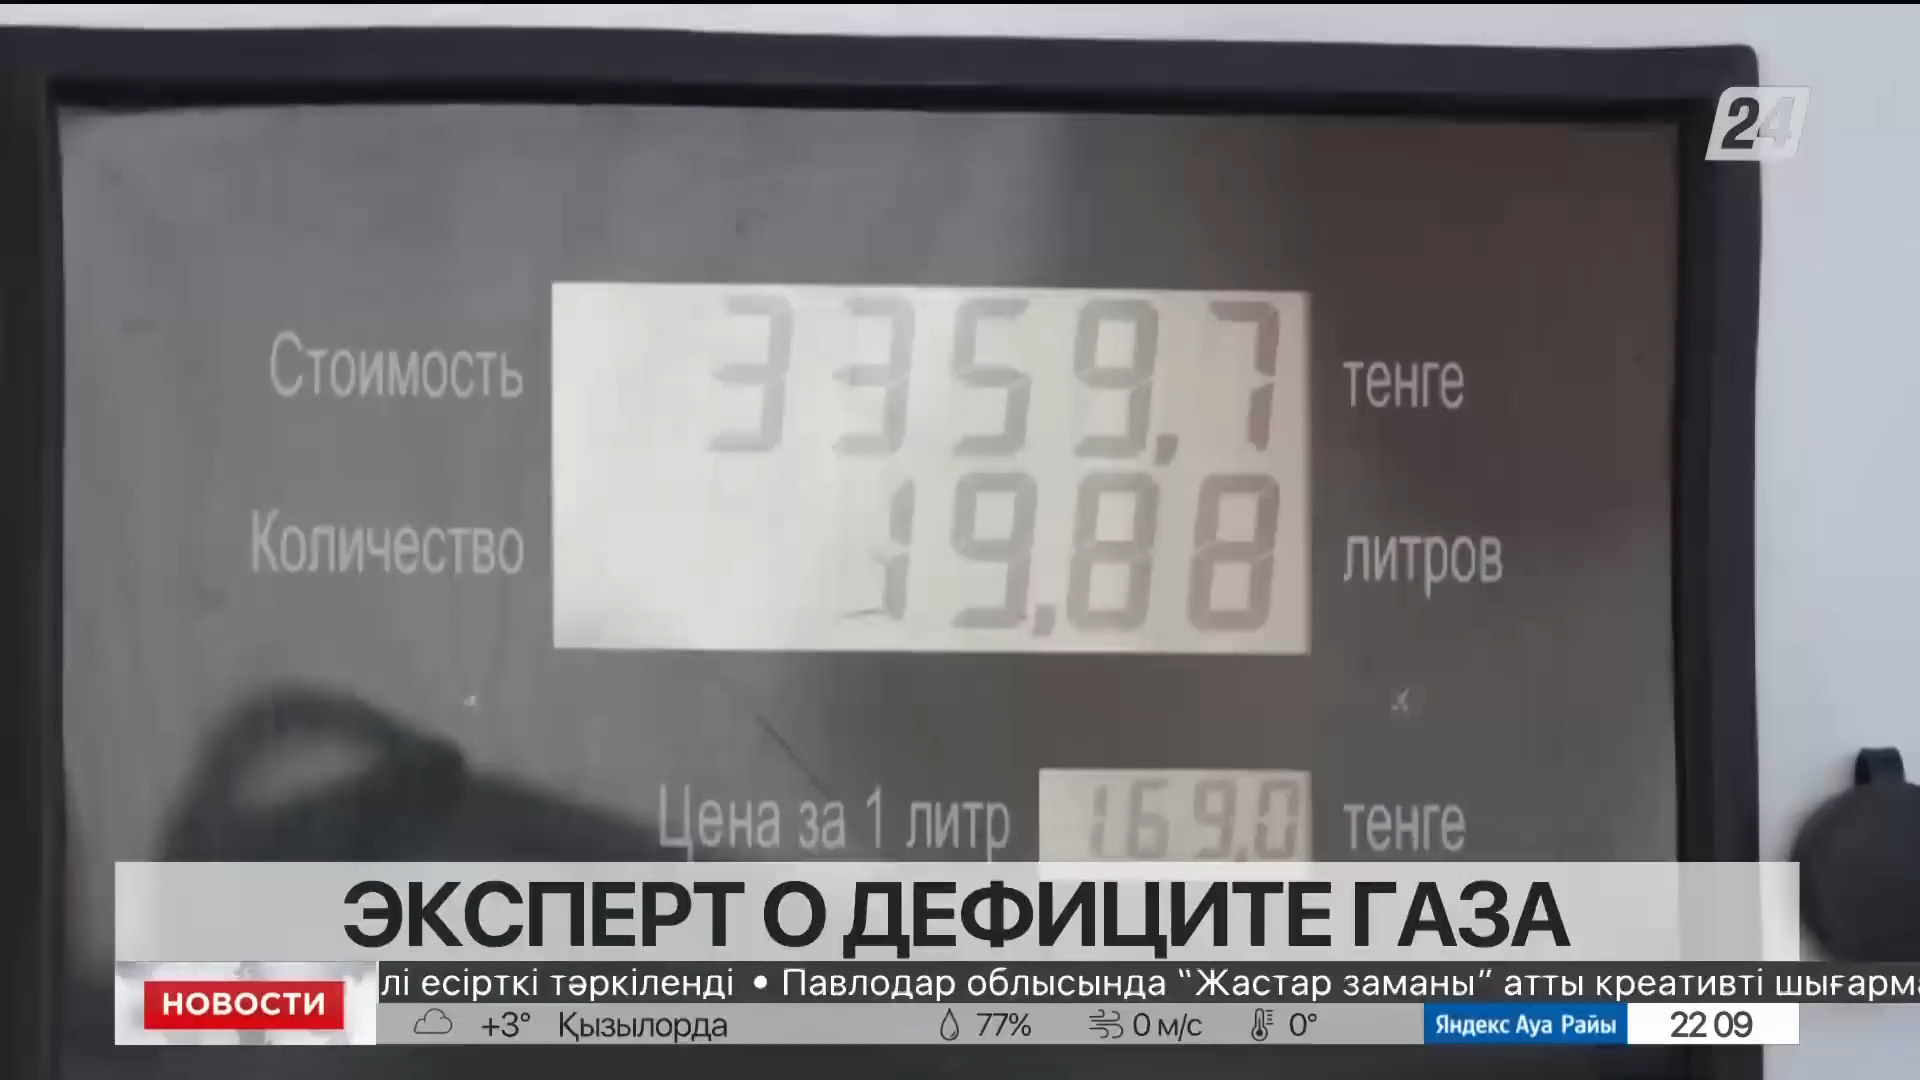 24
Стоимость 3359,7 тенге
Количество 19,88 литров
Цена за 1 литр 169,0 тенге
ЭКСПЕРТ О ДЕФИЦИТЕ ГАЗА
лі есірткі тәркіленді • Павлодар облысында “Жастар заманы” атты креативті шығарма
НОВОСТИ
+3° Қызылорда 77% 0 м/с 0° Яндекс Ауа Райы 22 09